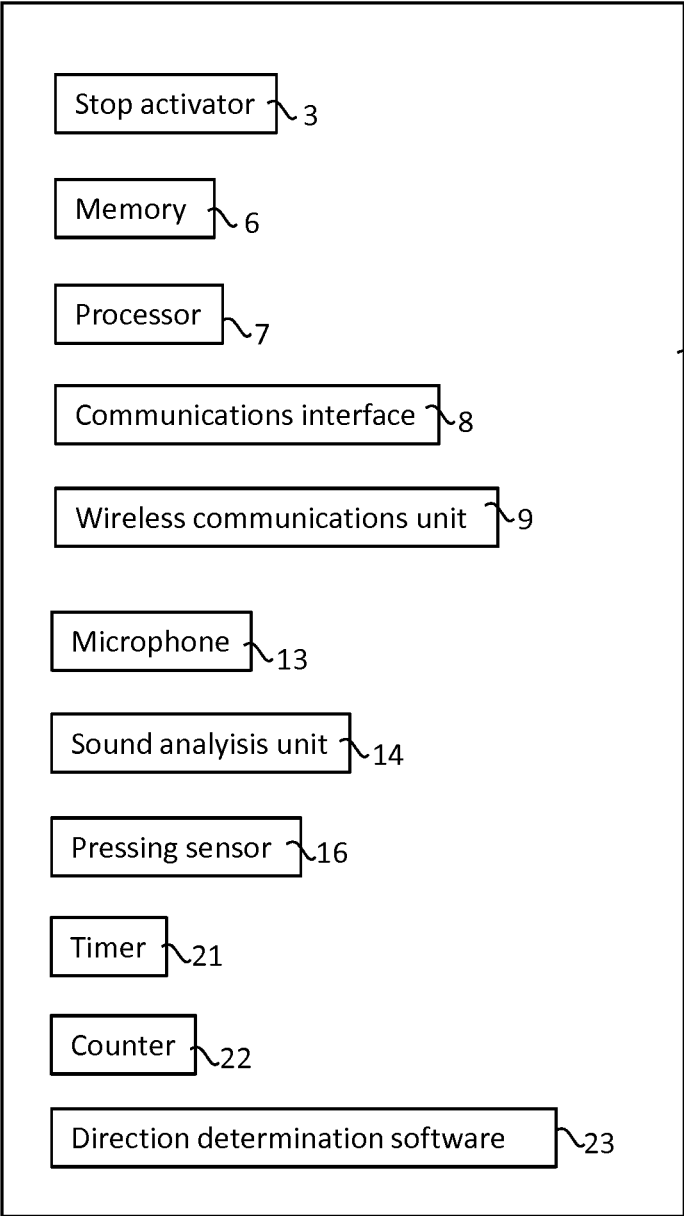 Stop activator 3
Memory 6
Processor 7
Communications interface 8
Wireless communications unit 9
Microphone 13
Sound analyisis unit 14
Pressing sensor 16
Timer 21
Counter 22
Direction determination software 23